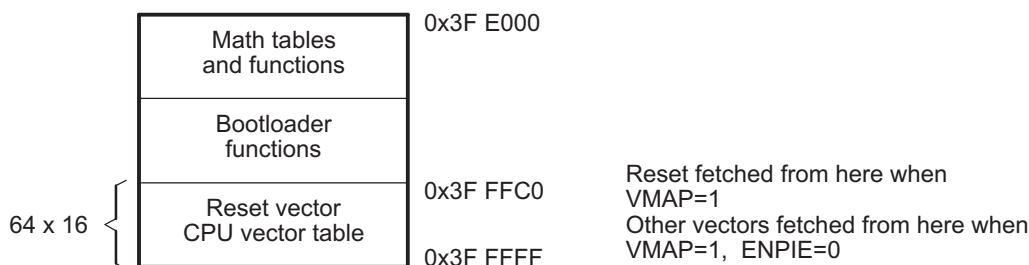 0x3F E000
Math tables
and functions
Bootloader
functions
0x3F FFC0
64 x 16
Reset vector
CPU vector table
0x3F FFFF
Reset fetched from here when
VMAP=1
Other vectors fetched from here when
VMAP=1, ENPIE=0